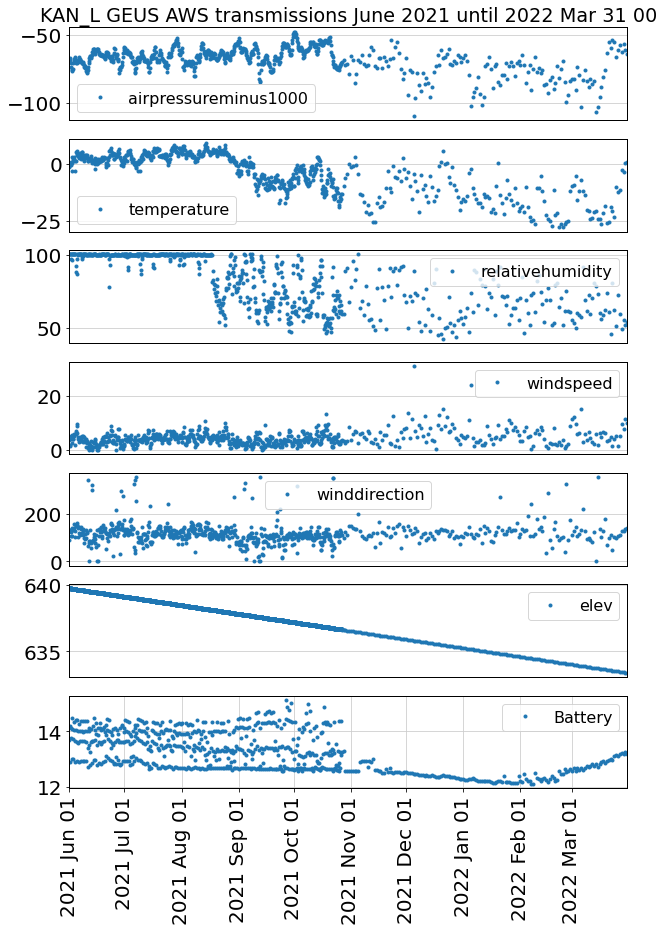 KAN_L GEUS AWS transmissions June 2021 until 2022 Mar 31 00
−50
−100
airpressureminus1000
0
−25
temperature
100
50
relativehumidity
20
0
windspeed
200
0
winddirection
640
635
elev
14
12
Battery
2021 Jun 01
2021 Jul 01
2021 Aug 01
2021 Sep 01
2021 Oct 01
2021 Nov 01
2021 Dec 01
2022 Jan 01
2022 Feb 01
2022 Mar 01